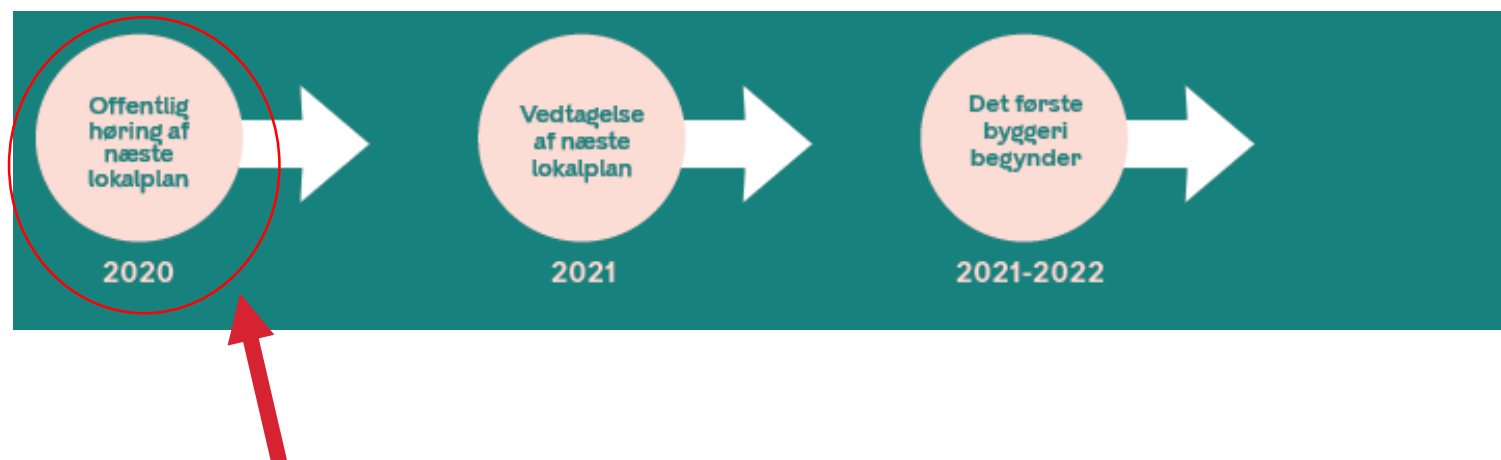 Offentlig
høring af
næste
lokalplan
2020
Vedtagelse
af næste
lokalplan
2021
Det første
byggeri
begynder
2021-2022